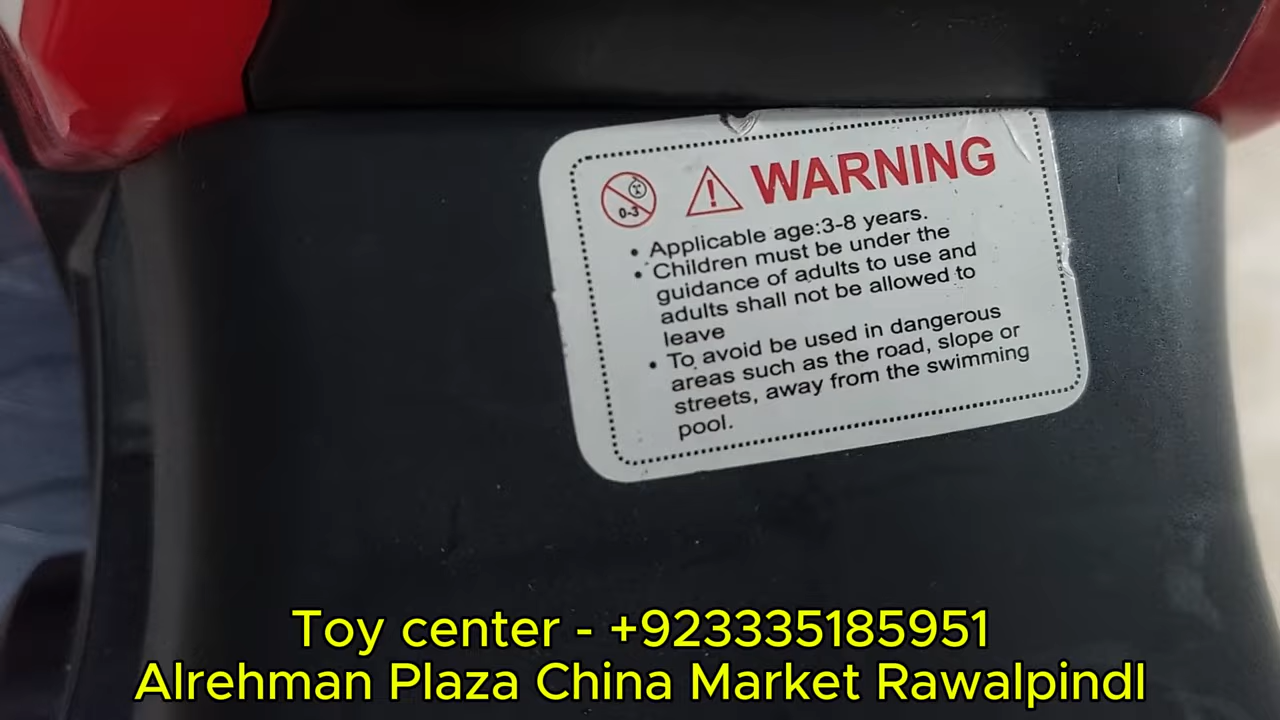 0-3
WARNING
• Applicable age:3-8 years.
• Children must be under the
guidance of adults to use and
adults shall not be allowed to
leave
• To avoid be used in dangerous
areas such as the road, slope or
streets, away from the swimming
pool.
Toy center - +923335185951
Alrehman Plaza China Market RawalpindI